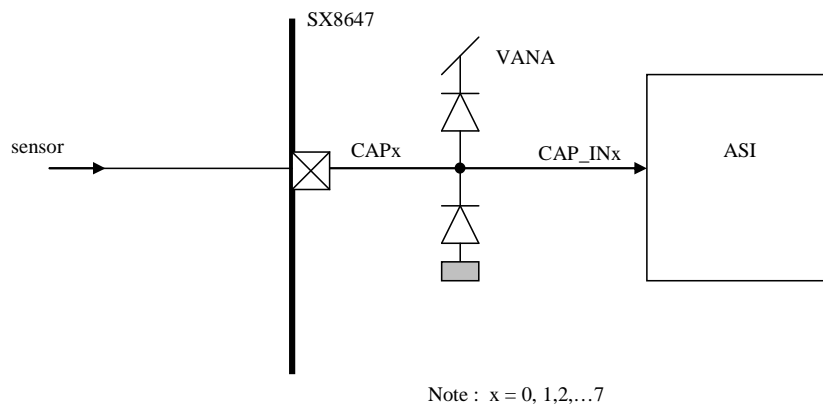 SX8647
VANA
sensor
CAPx
CAP_INx
ASI
Note : x = 0, 1,2,…7